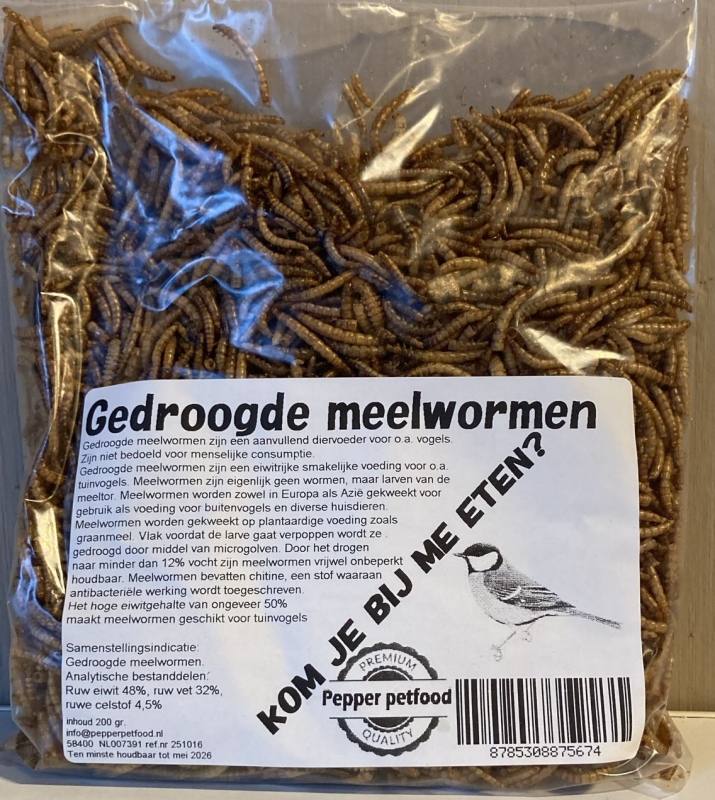 Gedroogde meelwormen
Gedroogde meelwormen zijn een aanvullend diervoeder voor o.a. vogels.
Zijn niet bedoeld voor menselijke consumptie.
Gedroogde meelwormen zijn een eiwitrijke smakelijke voeding voor o.a.
tuinvogels. Meelwormen zijn eigenlijk geen wormen, maar larven van de
meeltor. Meelwormen worden zowel in Europa als Azië gekweekt voor
gebruik als voeding voor buitenvogels en diverse huisdieren.
Meelwormen worden gekweekt op plantaardige voeding zoals
graanmeel. Vlak voordat de larve gaat verpoppen wordt ze
gedroogd door middel van microgolven. Door het drogen
naar minder dan 12% vocht zijn meelwormen vrijwel onbeperkt
houdbaar. Meelwormen bevatten chitine, een stof waaraan
antibacteriële werking wordt toegeschreven.
Het hoge eiwitgehalte van ongeveer 50%
maakt meelwormen geschikt voor tuinvogels
KOM JE BIJ ME ETEN?
Samenstellingsindicatie:
Gedroogde meelwormen.
Analytische bestanddelen:
Ruw eiwit 48%, ruw vet 32%,
ruwe celstof 4,5%
inhoud 200 gr.
info@pepperpetfood.nl
58400 NL007391 ref.nr 251016
Ten minste houdbaar tot mei 2026
PREMIUM
Pepper petfood
QUALITY
8785308875674